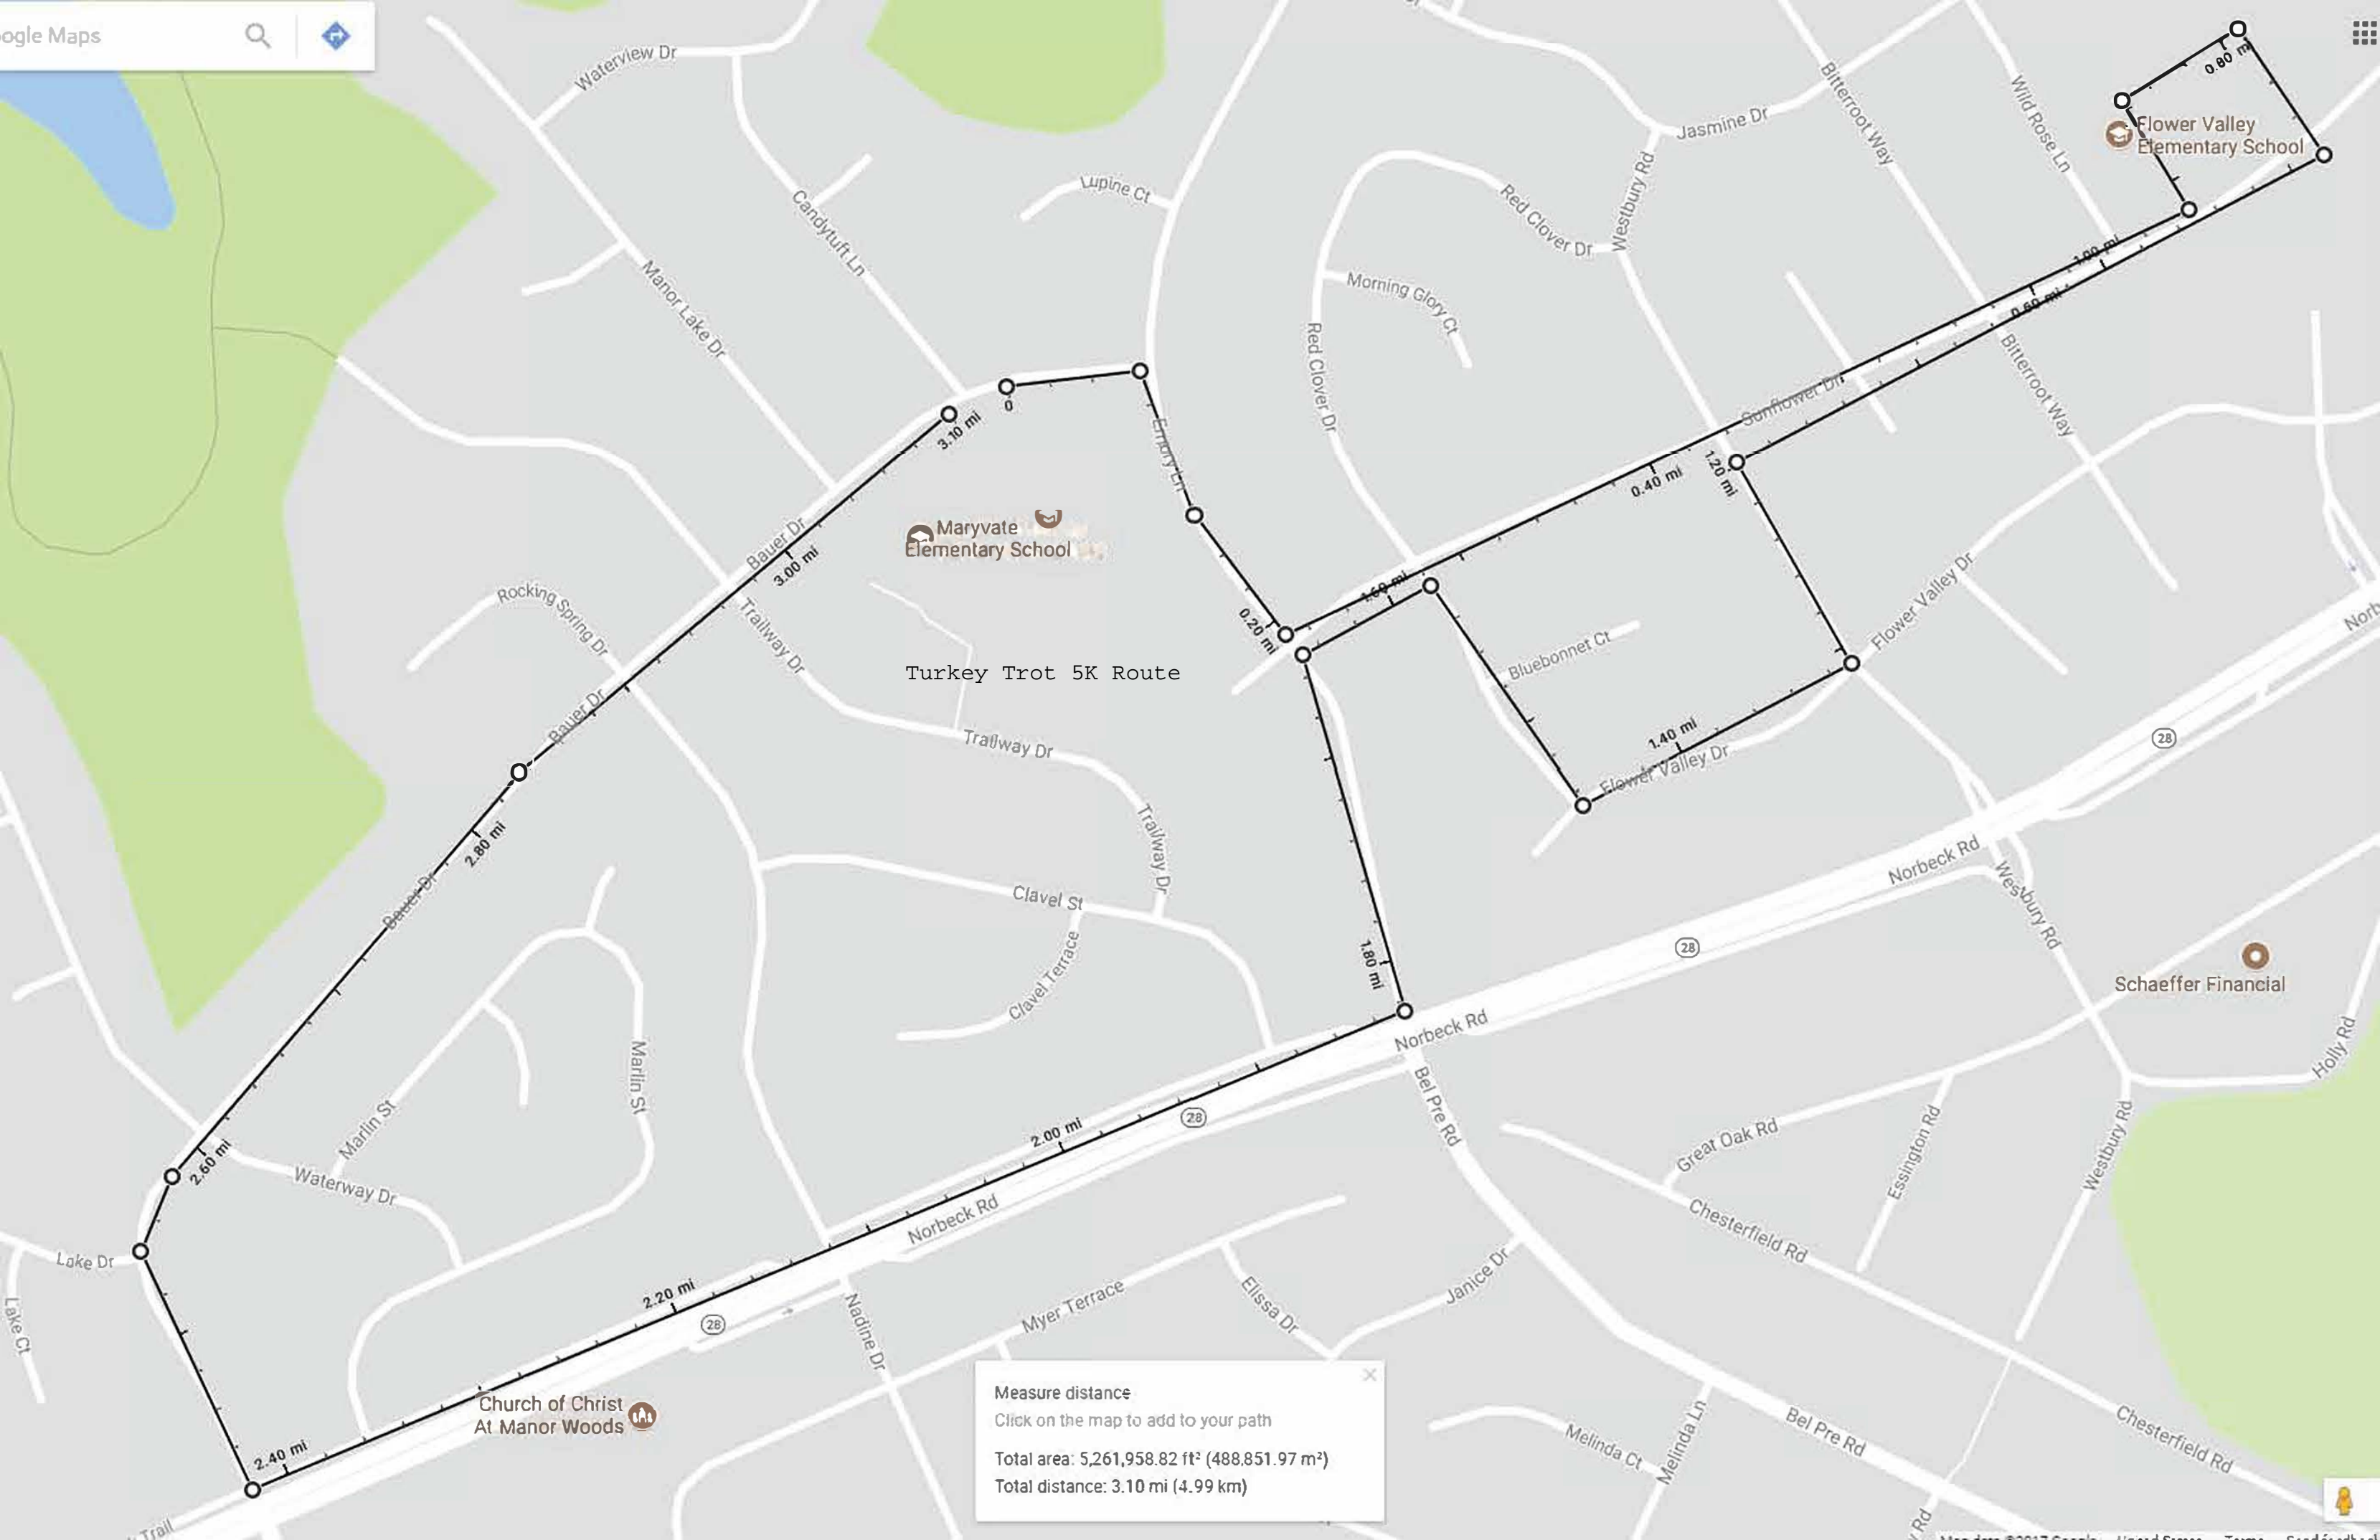 ogle Maps
Waterview Dr
Jasmine Dr
Bitterroot Way
Wild Rose Ln
0.80 m
Flower Valley
Elementary School
Lupine Ct
Candytuft Ln
Red Clover Dr
Westbury Rd
Manor Lake Dr
Morning Glory Ct
Red Clover Dr
1.00 mi
0.60 mi
Bitterroot Way
Sunflower Dr
0
3.10 mi
Emory Ln
0.40 mi
1.20 mi
Bauer Dr
3.00 mi
Maryvate
Elementary School
1.60 mi
0.20 mi
Rocking Spring Dr
Trailway Dr
Turkey Trot 5K Route
Bluebonnet Ct
Flower Valley Dr
Norb
Bauer Dr
Trailway Dr
1.40 mi
Flower Valley Dr
28
2.80 mi
Trailway Dr
Bauer Dr
Clavel St
Clavel Terrace
Norbeck Rd
Westbury Rd
1.80 mi
28
Schaeffer Financial
Norbeck Rd
Holly Rd
Marlin St
Marlin St
2.60 mi
Waterway Dr
2.00 mi
28
Bel Pre Rd
Great Oak Rd
Essington Rd
Westbury Rd
Norbeck Rd
Chesterfield Rd
Lake Dr
Lake Ct
2.20 mi
28
Nadine Dr
Myer Terrace
Elissa Dr
Janice Dr
Church of Christ
At Manor Woods
2.40 mi
Measure distance
Click on the map to add to your path
Total area: 5,261,958.82 ft² (488,851.97 m²)
Total distance: 3.10 mi (4.99 km)
Melinda Ct
Melinda Ln
Bel Pre Rd
Chesterfield Rd
Trail
Rd